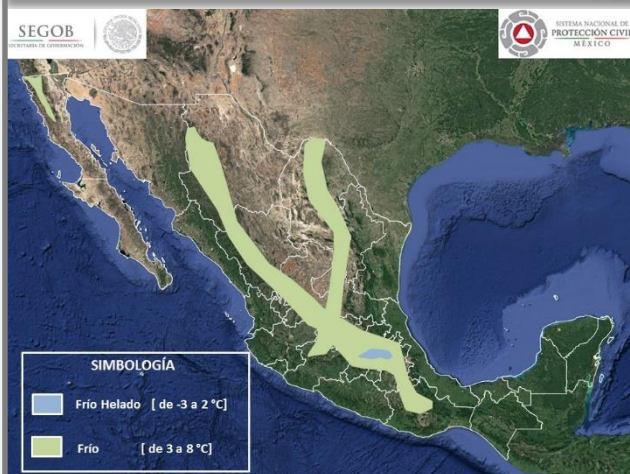 SEGOB
SECRETARÍA DE GOBERNACIÓN
SISTEMA NACIONAL DE
PROTECCIÓN CIVIL
MÉXICO
SIMBOLOGÍA
Frío Helado [ de -3 a 2 °C]
Frío [ de 3 a 8 °C]